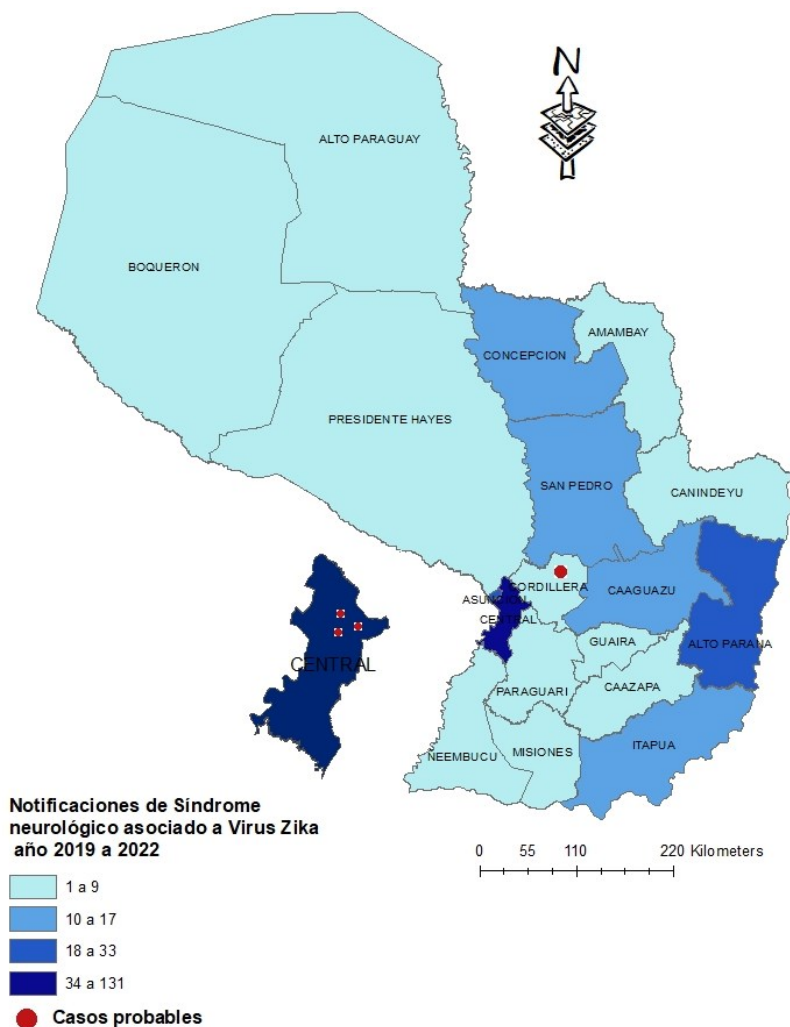 N
ALTO PARAGUAY
BOQUERON
AMAMBAY
CONCEPCION
PRESIDENTE HAYES
SAN PEDRO
CANINDEYU
CORDILLERA
CAAGUAZU
ASUNCION
CENTRAL
GUAIRA
ALTO PARANA
CENTRAL
CAAZAPA
PARAGUARI
NEEMBUCU
MISIONES
ITAPUA
Notificaciones de Síndrome
neurológico asociado a Virus Zika
año 2019 a 2022
1 a 9
10 a 17
18 a 33
34 a 131
Casos probables
0 55 110 220 Kilometers